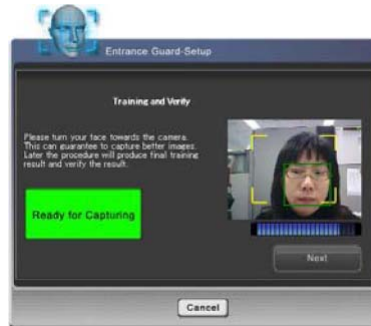 Entrance Guard-Setup
Training and Verify
Please turn your face towards the camera.
This can guarantee to capture better images.
Later the procedure will produce final training
result and verify the result.
Ready for Capturing
Next
Cancel